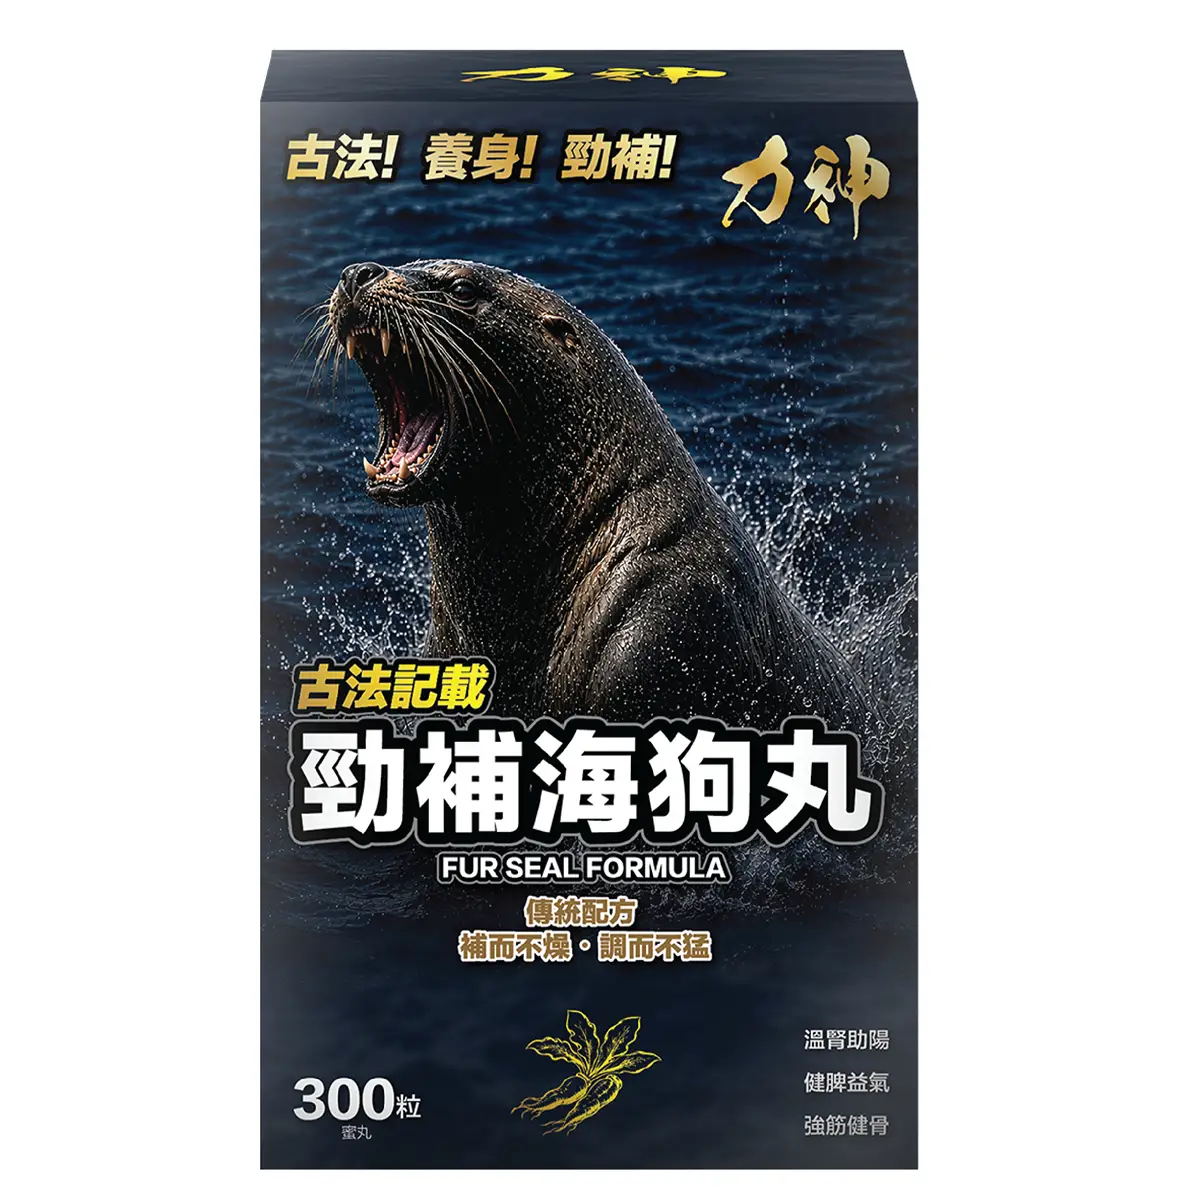 力神
古法! 養身! 勁補!
力神
古法記載
勁補海狗丸
FUR SEAL FORMULA
傳統配方
補而不燥・調而不猛
溫腎助陽
健脾益氣
強筋健骨
300粒
蜜丸